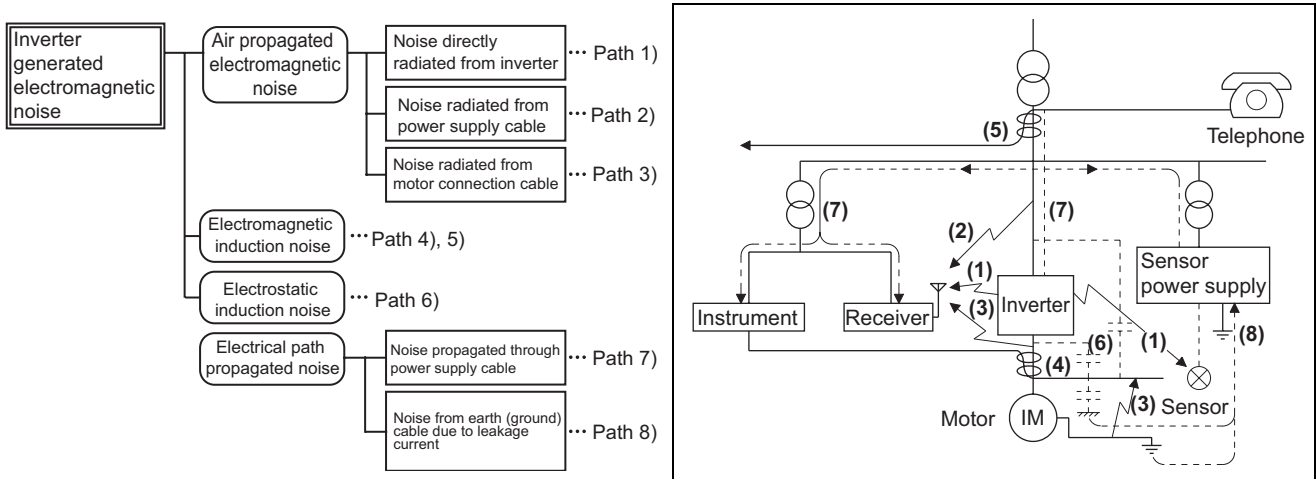 Inverter
generated
electromagnetic
noise
Air propagated
electromagnetic
noise
Noise directly
radiated from inverter
··· Path 1)
Noise radiated from
power supply cable
··· Path 2)
Noise radiated from
motor connection cable
··· Path 3)
Electromagnetic
induction noise
···Path 4), 5)
Electrostatic
induction noise
··· Path 6)
Electrical path
propagated noise
Noise propagated through
power supply cable
··· Path 7)
Noise from earth (ground)
cable due to leakage
current
··· Path 8)
(5)
Telephone
(7)
(7)
(2)
(1)
(3)
Instrument
Receiver
Inverter
Sensor
power supply
(6)
(1)
(8)
(4)
(3)
Sensor
Motor
IM